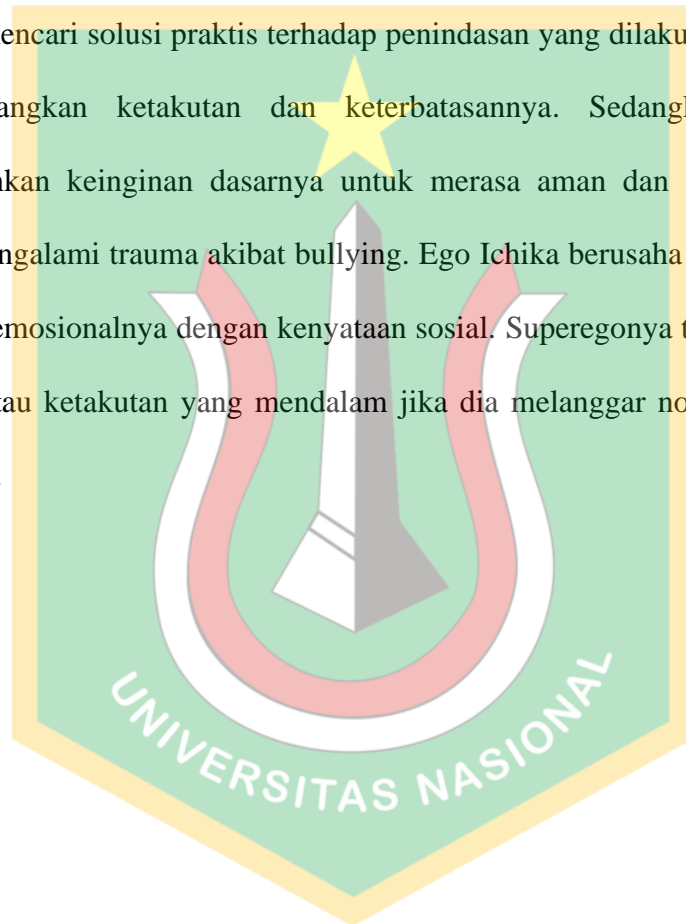 encari solusi praktis terhadap penindasan yang dilaku
angkan ketakutan dan keterbatasannya.
kan keinginan dasarnya untuk merasa aman dan
ngalami trauma akibat bullying. Ego Ichika berusaha
emosionalnya dengan kenyataan sosial. Superegonya
tau ketakutan yang mendalam jika dia melanggar
UNIVERSITAS NASIONAL